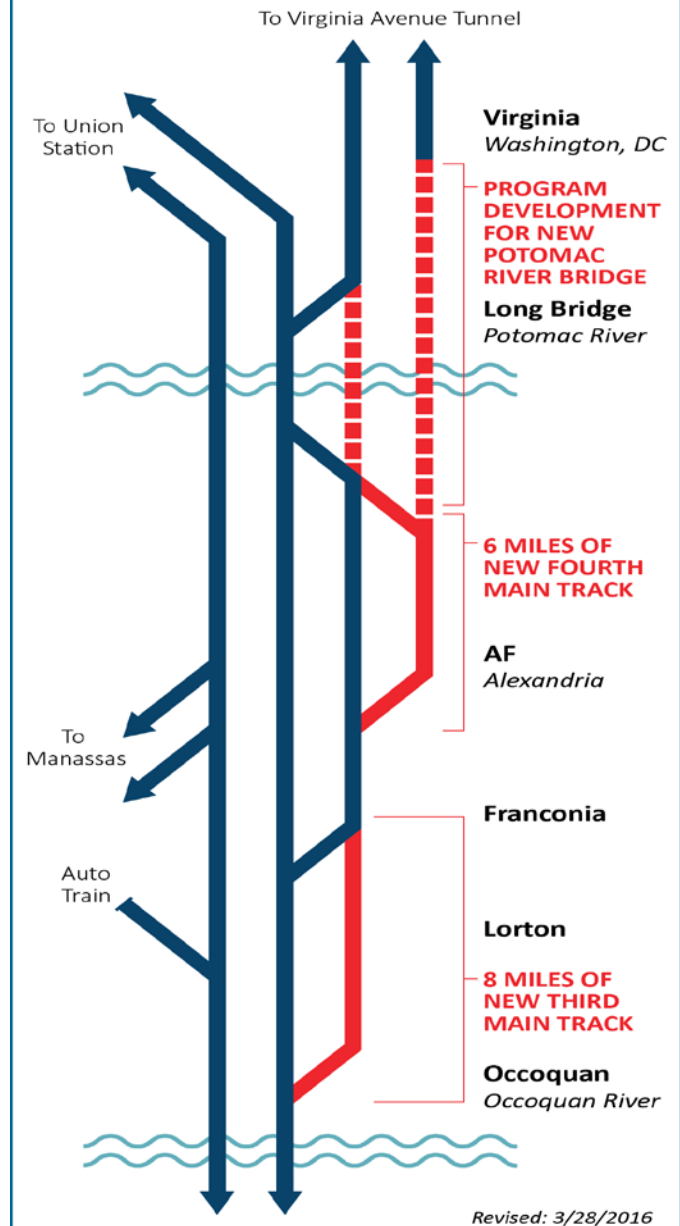 To Virginia Avenue Tunnel
To Union
Station
Virginia
Washington, DC
PROGRAM
DEVELOPMENT
FOR NEW
POTOMAC
RIVER BRIDGE
Long Bridge
Potomac River
6 MILES OF
NEW FOURTH
MAIN TRACK
AF
Alexandria
To
Manassas
Franconia
Auto
Train
Lorton
8 MILES OF
NEW THIRD
MAIN TRACK
Occoquan
Occoquan River
Revised: 3/28/2016